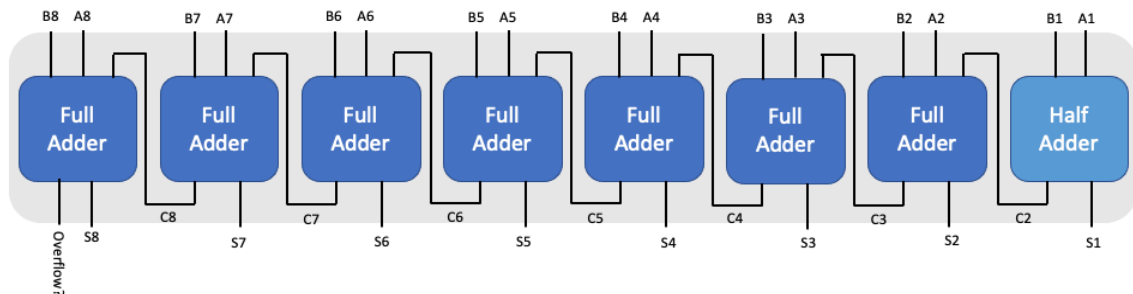 B8 A8 B7 A7 B6 A6 B5 A5 B4 A4 B3 A3 B2 A2 B1 A1
Full Adder
Full Adder
Full Adder
Full Adder
Full Adder
Full Adder
Full Adder
Half Adder
C8 C7 C6 C5 C4 C3 C2
Overflow?
S8 S7 S6 S5 S4 S3 S2 S1